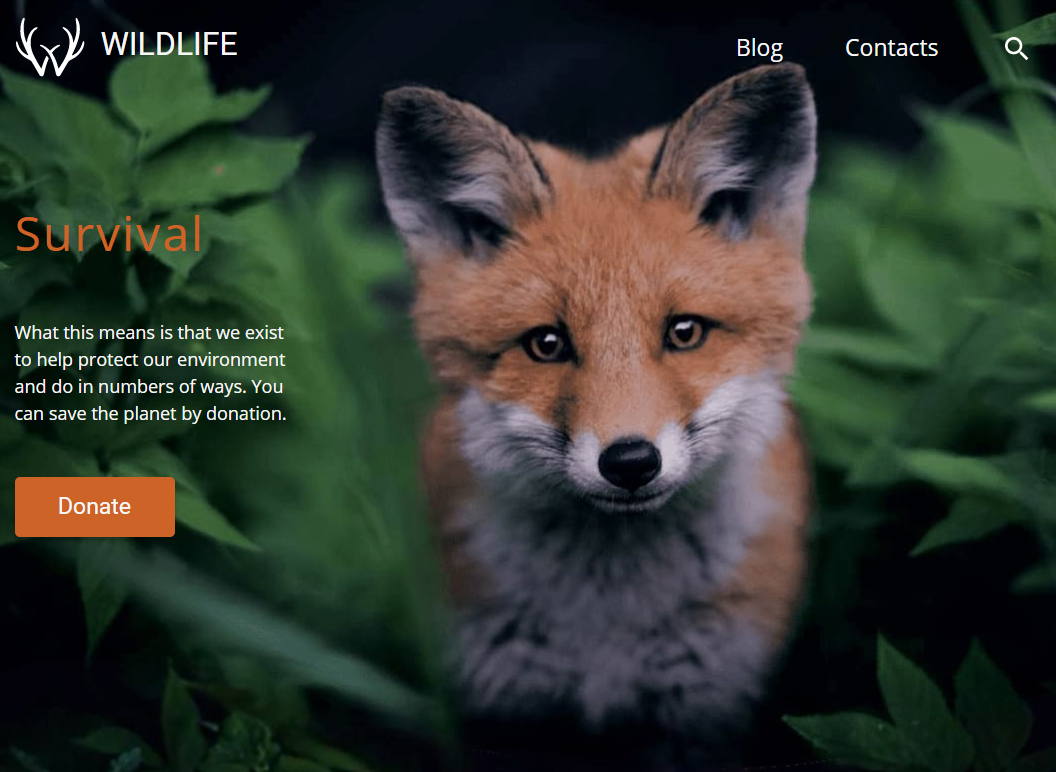 WILDLIFE
Blog
Contacts
Survival
What this means is that we exist
to help protect our environment
and do in numbers of ways. You
can save the planet by donation.
Donate